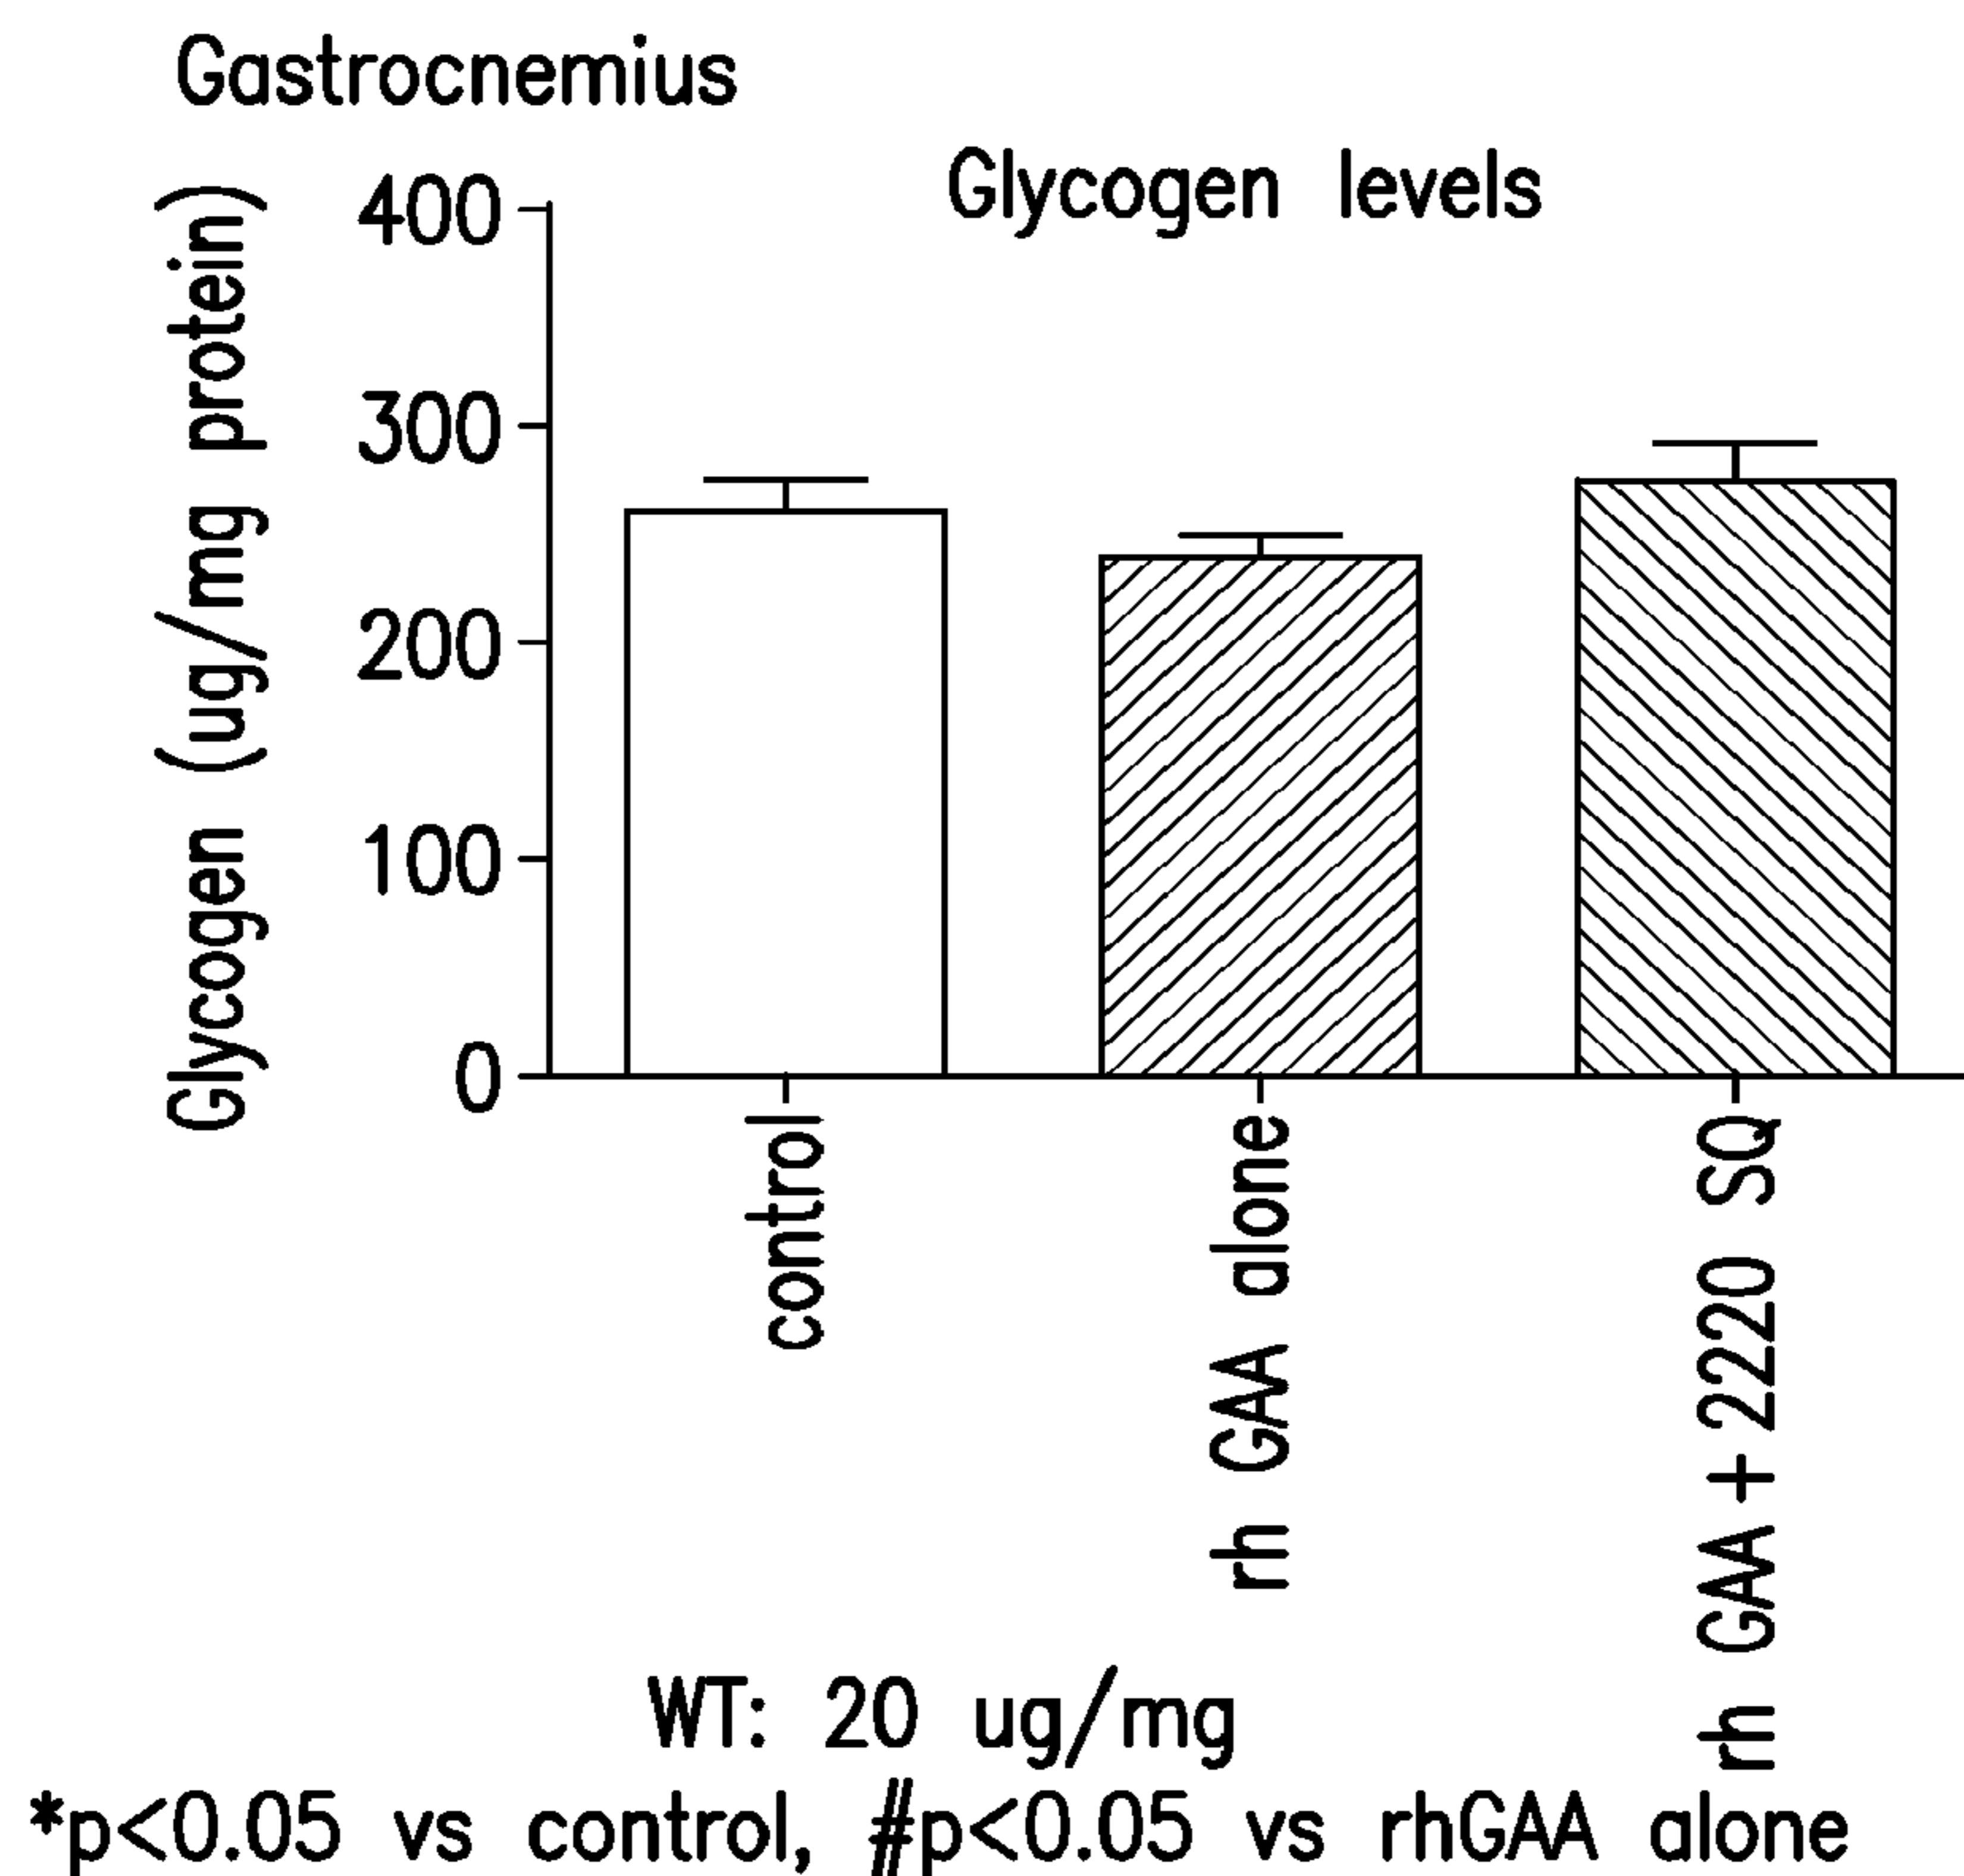 Gastrocnemius
Glycogen levels
Glycogen (ug/mg protein)
400
300
200
100
0
control
rh GAA alone
rh GAA + 2220 SQ
WT: 20 ug/mg
*p<0.05 vs control, #p<0.05 vs rhGAA alone